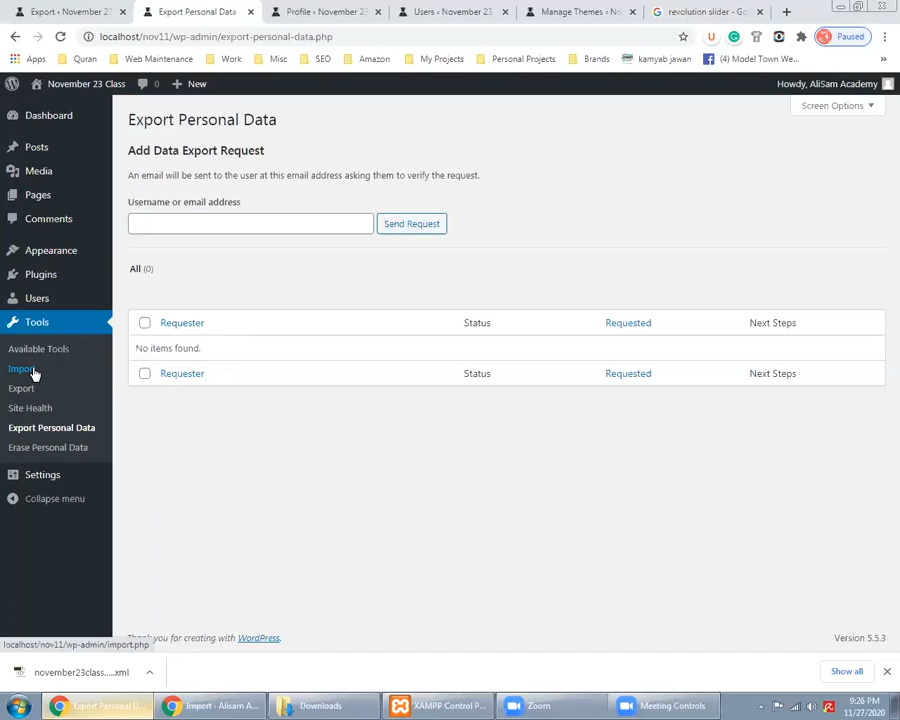 Export ‹ November 23
Export Personal Data
Profile ‹ November 23
Users ‹ November 23
Manage Themes ‹ No
revolution slider - Go
localhost/nov11/wp-admin/export-personal-data.php
Paused
Apps
Quran
Web Maintenance
Work
Misc
SEO
Amazon
My Projects
Personal Projects
Brands
kamyab jawan
(4) Model Town We...
November 23 Class
0
New
Howdy, AliSam Academy
Screen Options
Dashboard
Posts
Media
Pages
Comments
Appearance
Plugins
Users
Tools
Available Tools
Import
Export
Site Health
Export Personal Data
Erase Personal Data
Settings
Collapse menu
Export Personal Data
Add Data Export Request
An email will be sent to the user at this email address asking them to verify the request.
Username or email address
Send Request
All (0)
Requester Status Requested Next Steps
No items found.
Requester Status Requested Next Steps
Thank you for creating with WordPress.
Version 5.5.3
localhost/nov11/wp-admin/import.php
november23class.....xml
Show all
Export Personal D...
Import - Alisam A...
Downloads
XAMPP Control P...
Zoom
Meeting Controls
9:26 PM
11/27/2020